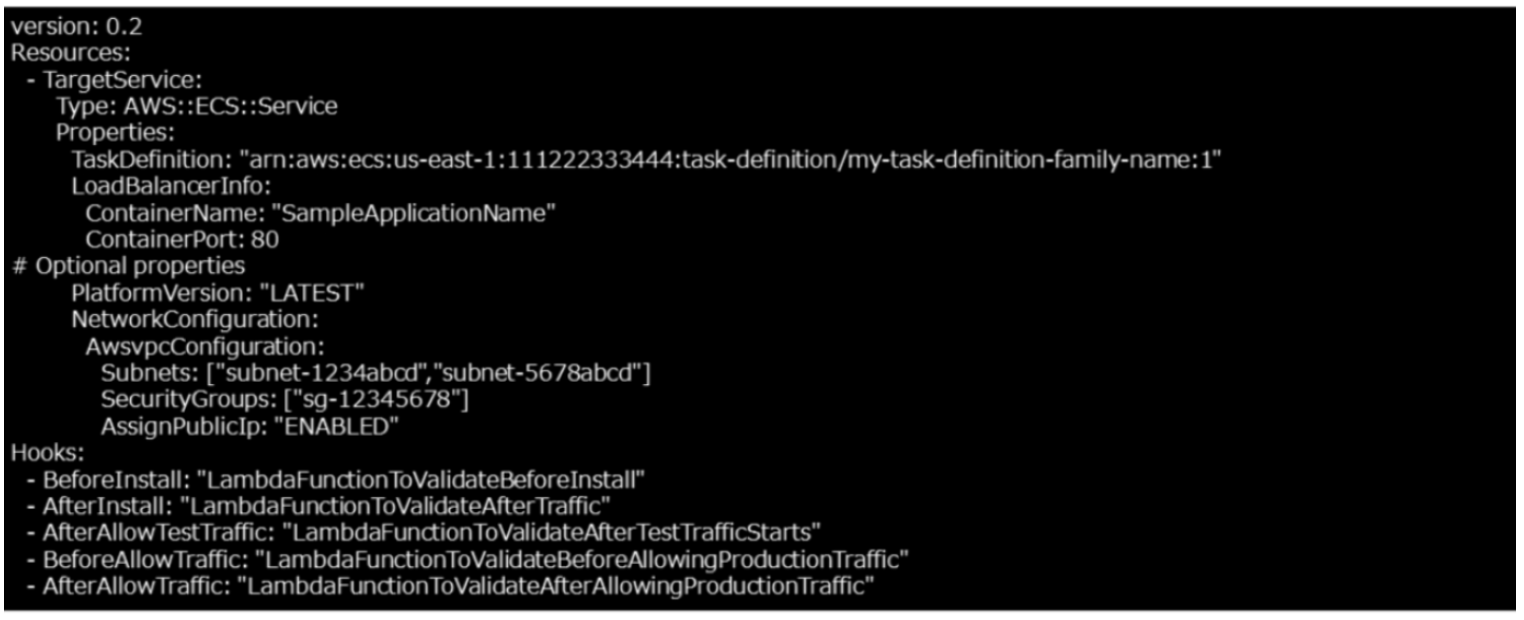 version: 0.2
Resources:
- TargetService:
Type: AWS::ECS::Service
Properties:
TaskDefinition: "arn:aws:ecs:us-east-1:111222333444:task-definition/my-task-definition-family-name:1"
LoadBalancerInfo:
ContainerName: "SampleApplicationName"
ContainerPort: 80
# Optional properties
PlatformVersion: "LATEST"
NetworkConfiguration:
AwsvpcConfiguration:
Subnets: ["subnet-1234abcd","subnet-5678abcd"]
SecurityGroups: ["sg-12345678"]
AssignPublicIp: "ENABLED"
Hooks:
- BeforeInstall: "LambdaFunctionToValidateBeforeInstall"
- AfterInstall: "LambdaFunctionToValidateAfterTraffic"
- AfterAllowTestTraffic: "LambdaFunctionToValidateAfterTestTrafficStarts"
- BeforeAllowTraffic: "LambdaFunctionToValidateBeforeAllowingProductionTraffic"
- AfterAllowTraffic: "LambdaFunctionToValidateAfterAllowingProductionTraffic"